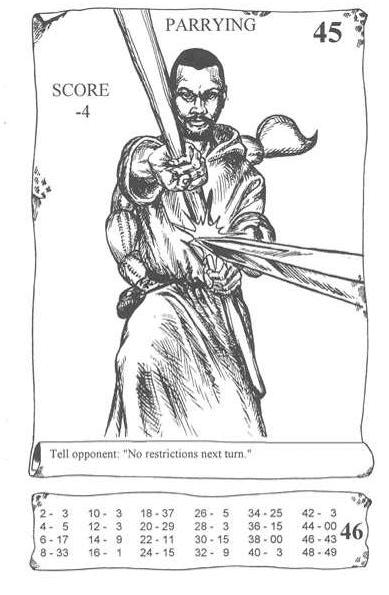 PARRYING
45
SCORE
-4
Tell opponent: "No restrictions next turn."
2 - 3 10 - 3 18 - 37 26 - 5 34 - 25 42 - 3
4 - 5 12 - 3 20 - 29 28 - 3 36 - 15 44 - 00
6 - 17 14 - 9 22 - 11 30 - 15 38 - 00 46 - 43
8 - 33 16 - 1 24 - 15 32 - 9 40 - 3 48 - 49
46